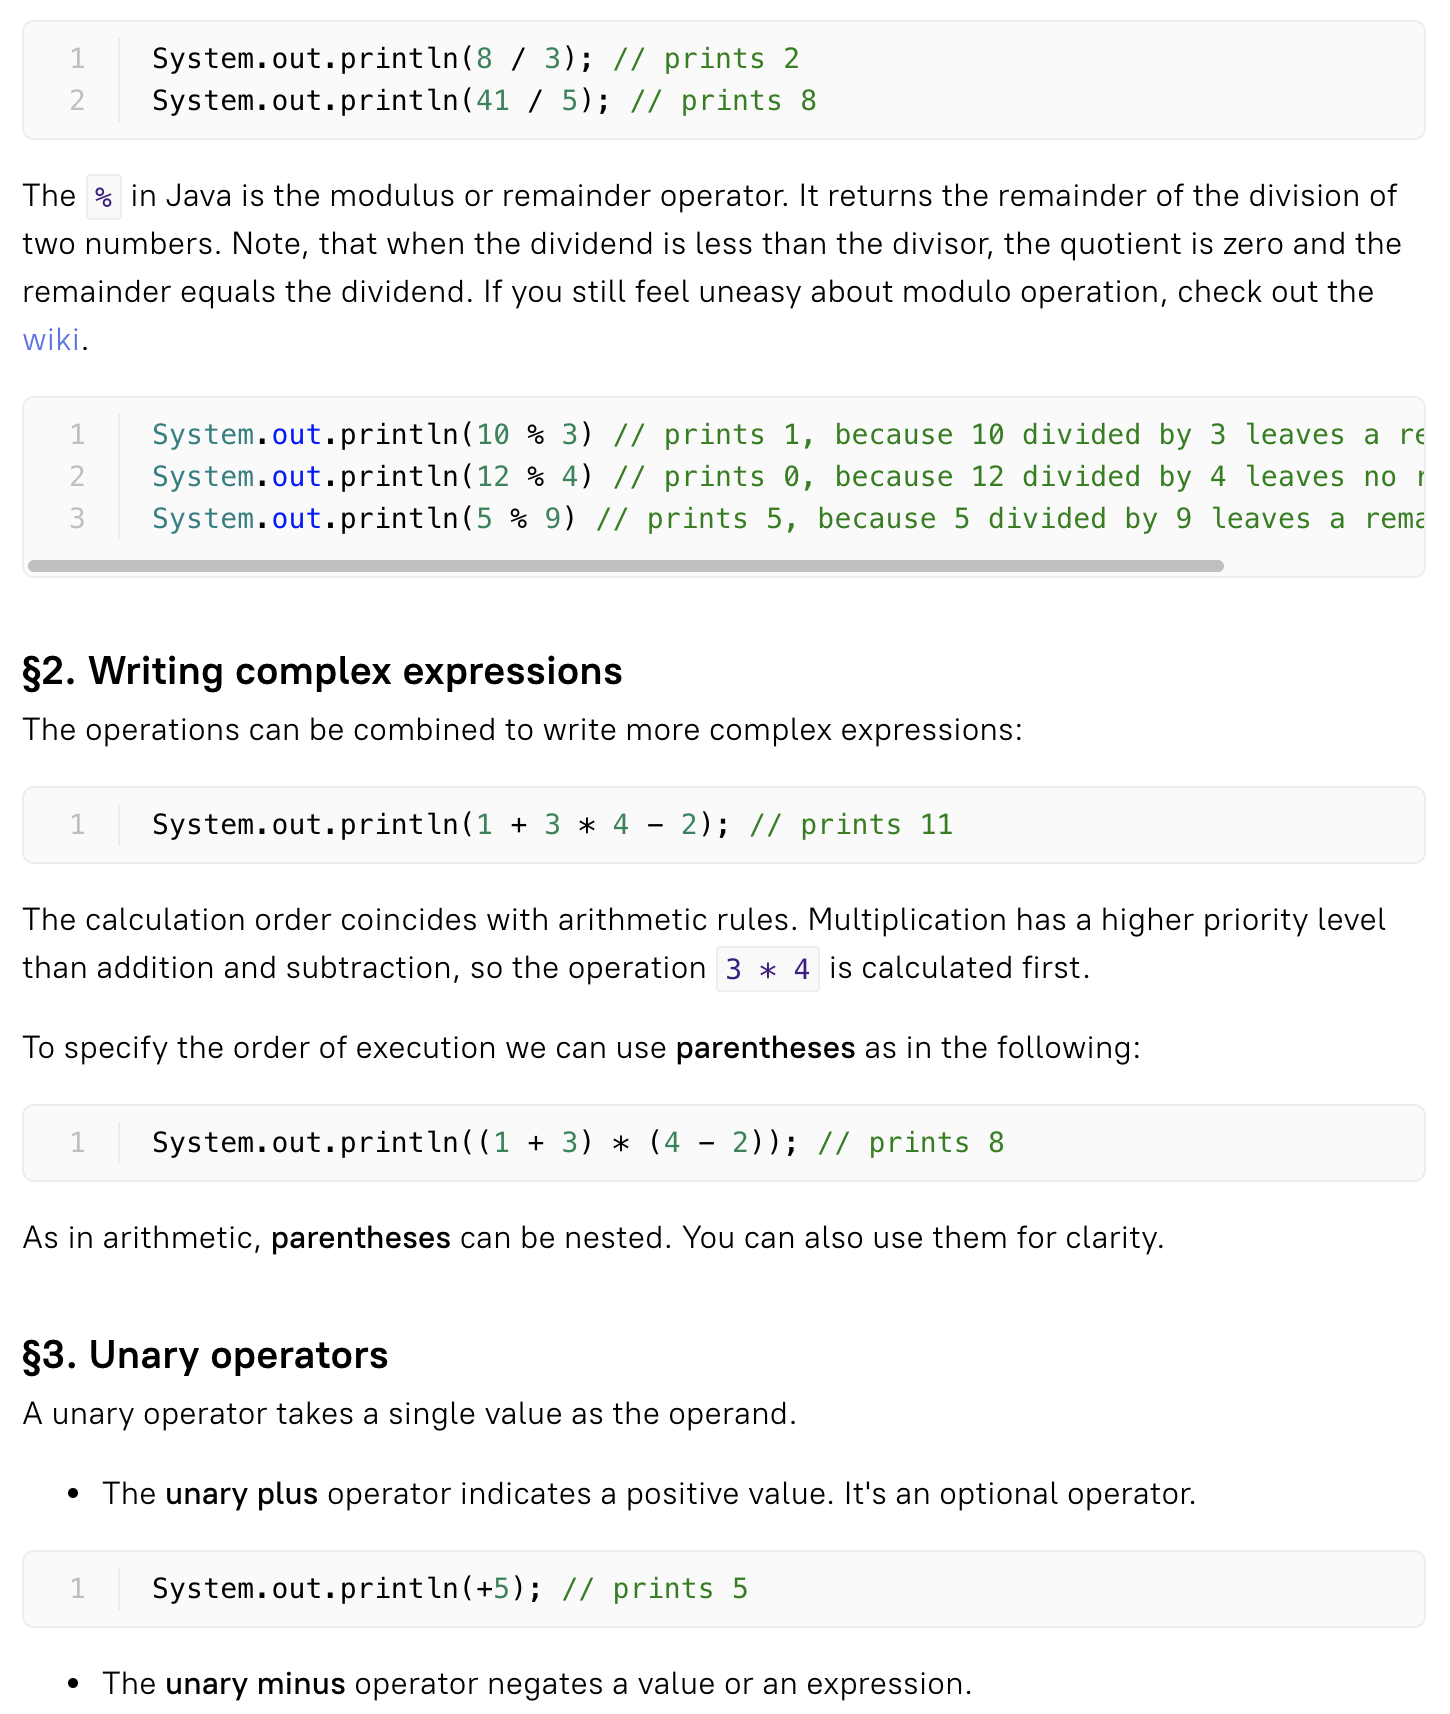 1 System.out.println(8 / 3); // prints 2
2 System.out.println(41 / 5); // prints 8
The % in Java is the modulus or remainder operator. It returns the remainder of the division of
two numbers. Note, that when the dividend is less than the divisor, the quotient is zero and the
remainder equals the dividend. If you still feel uneasy about modulo operation, check out the
wiki.
1 System.out.println(10 % 3) // prints 1, because 10 divided by 3 leaves a re
2 System.out.println(12 % 4) // prints 0, because 12 divided by 4 leaves no
3 System.out.println(5 % 9) // prints 5, because 5 divided by 9 leaves a rema
§2. Writing complex expressions
The operations can be combined to write more complex expressions:
1 System.out.println(1 + 3 * 4 - 2); // prints 11
The calculation order coincides with arithmetic rules. Multiplication has a higher priority level
than addition and subtraction, so the operation 3 * 4 is calculated first.
To specify the order of execution we can use parentheses as in the following:
1 System.out.println((1 + 3) * (4 - 2)); // prints 8
As in arithmetic, parentheses can be nested. You can also use them for clarity.
§3. Unary operators
A unary operator takes a single value as the operand.
• The unary plus operator indicates a positive value. It's an optional operator.
1 System.out.println(+5); // prints 5
• The unary minus operator negates a value or an expression.